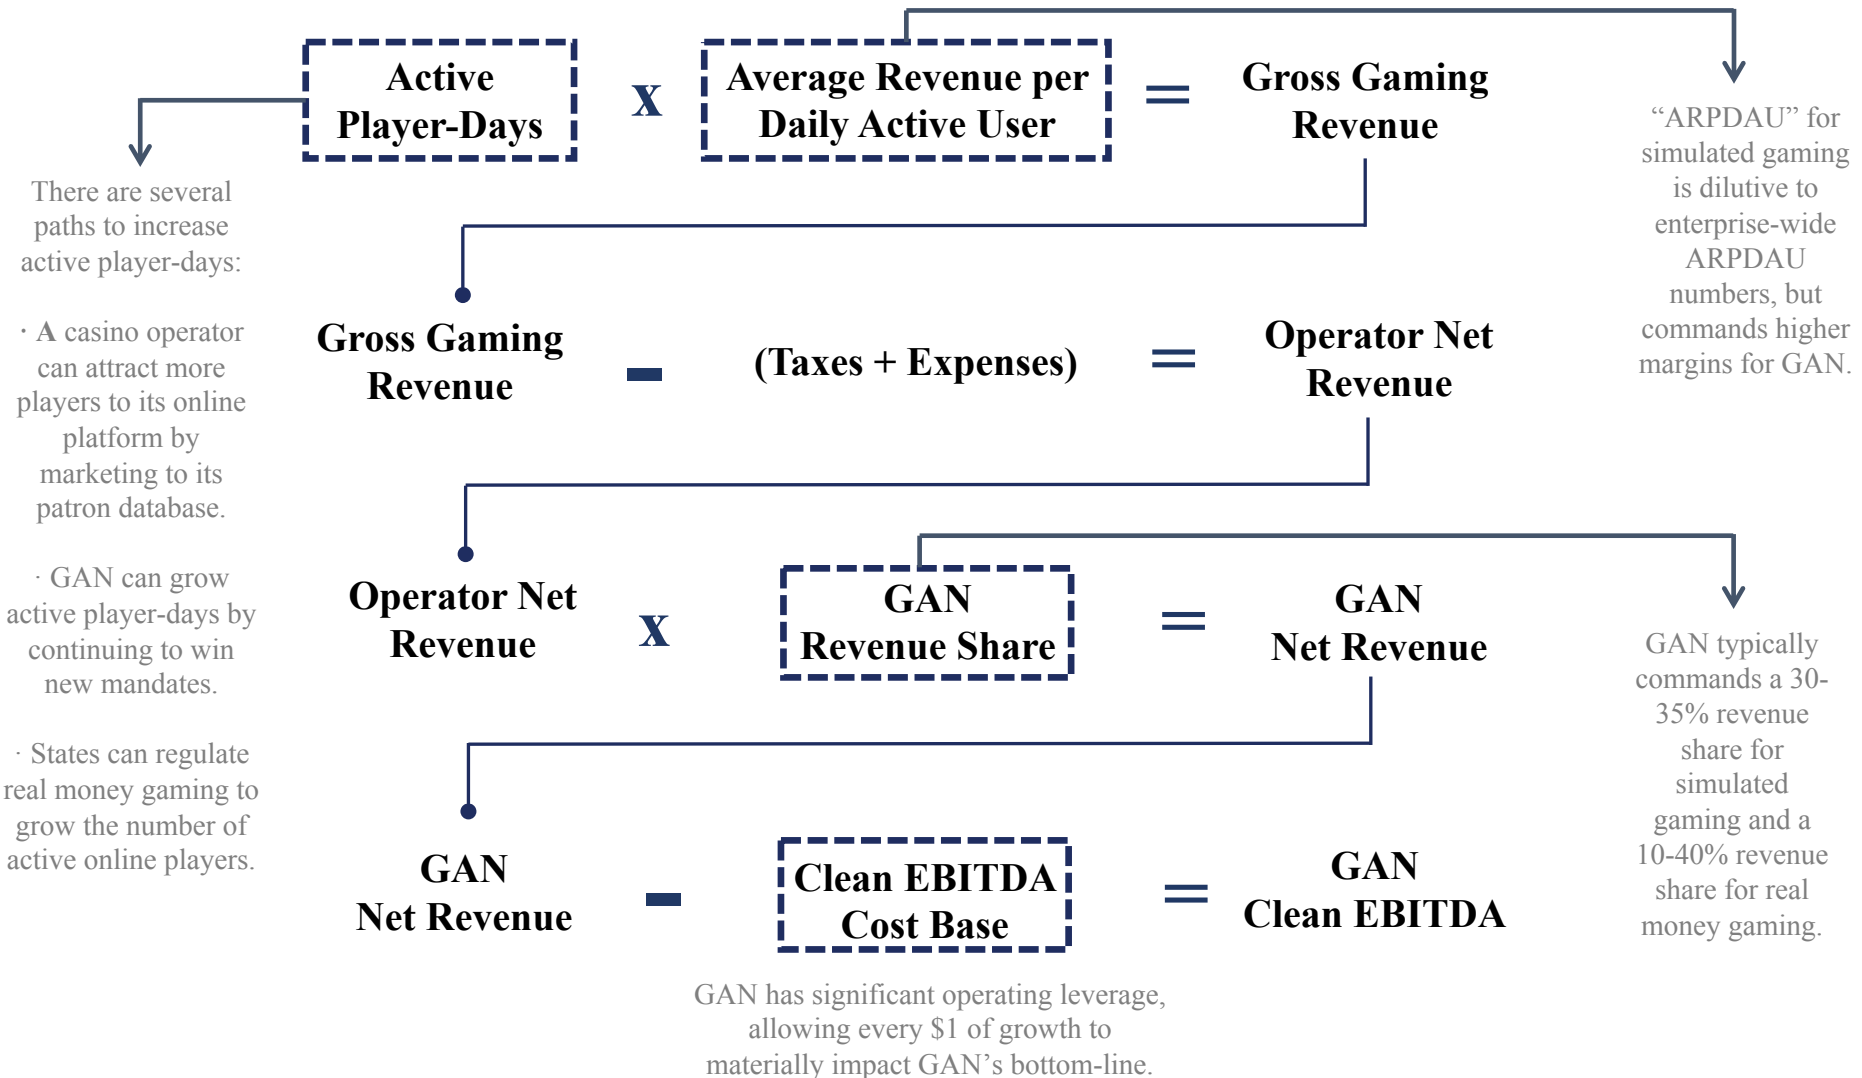 Active
Player-Days
x
Average Revenue per
Daily Active User
=
Gross Gaming
Revenue
“ARPDAU” for
simulated gaming
is dilutive to
enterprise-wide
ARPDAU
numbers, but
commands higher
margins for GAN.
There are several
paths to increase
active player-days:
· A casino operator
can attract more
players to its online
platform by
marketing to its
patron database.
· GAN can grow
active player-days by
continuing to win
new mandates.
· States can regulate
real money gaming to
grow the number of
active online players.
Gross Gaming
Revenue
-
(Taxes + Expenses)
=
Operator Net
Revenue
Operator Net
Revenue
x
GAN
Revenue Share
=
GAN
Net Revenue
GAN typically
commands a 30-
35% revenue
share for
simulated
gaming and a
10-40% revenue
share for real
money gaming.
GAN
Net Revenue
-
Clean EBITDA
Cost Base
=
GAN
Clean EBITDA
GAN has significant operating leverage,
allowing every $1 of growth to
materially impact GAN’s bottom-line.